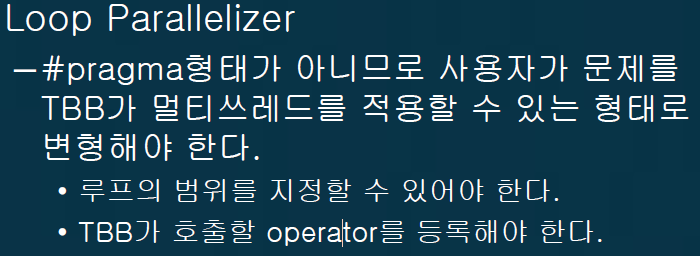 Loop Parallelizer
–#pragma형태가 아니므로 사용자가 문제를
TBB가 멀티쓰레드를 적용할 수 있는 형태로
변형해야 한다.
• 루프의 범위를 지정할 수 있어야 한다.
• TBB가 호출할 operator를 등록해야 한다.